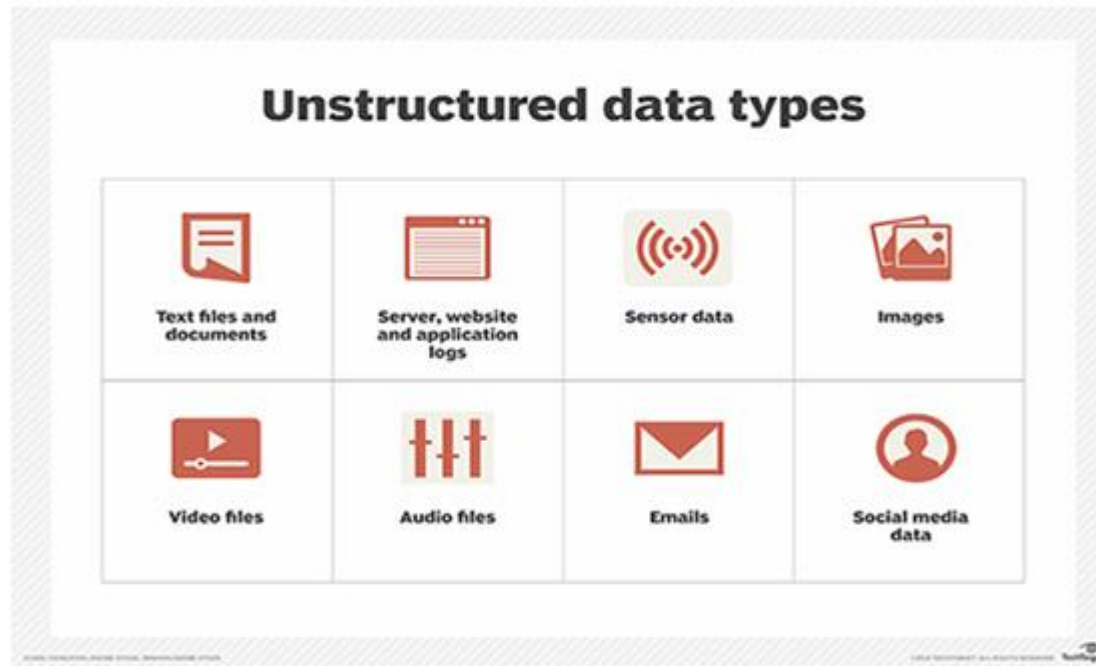 Unstructured data types
Text files and
documents
Server, website
and application
logs
Sensor data
Images
Video files
Audio files
Emails
Social media
data